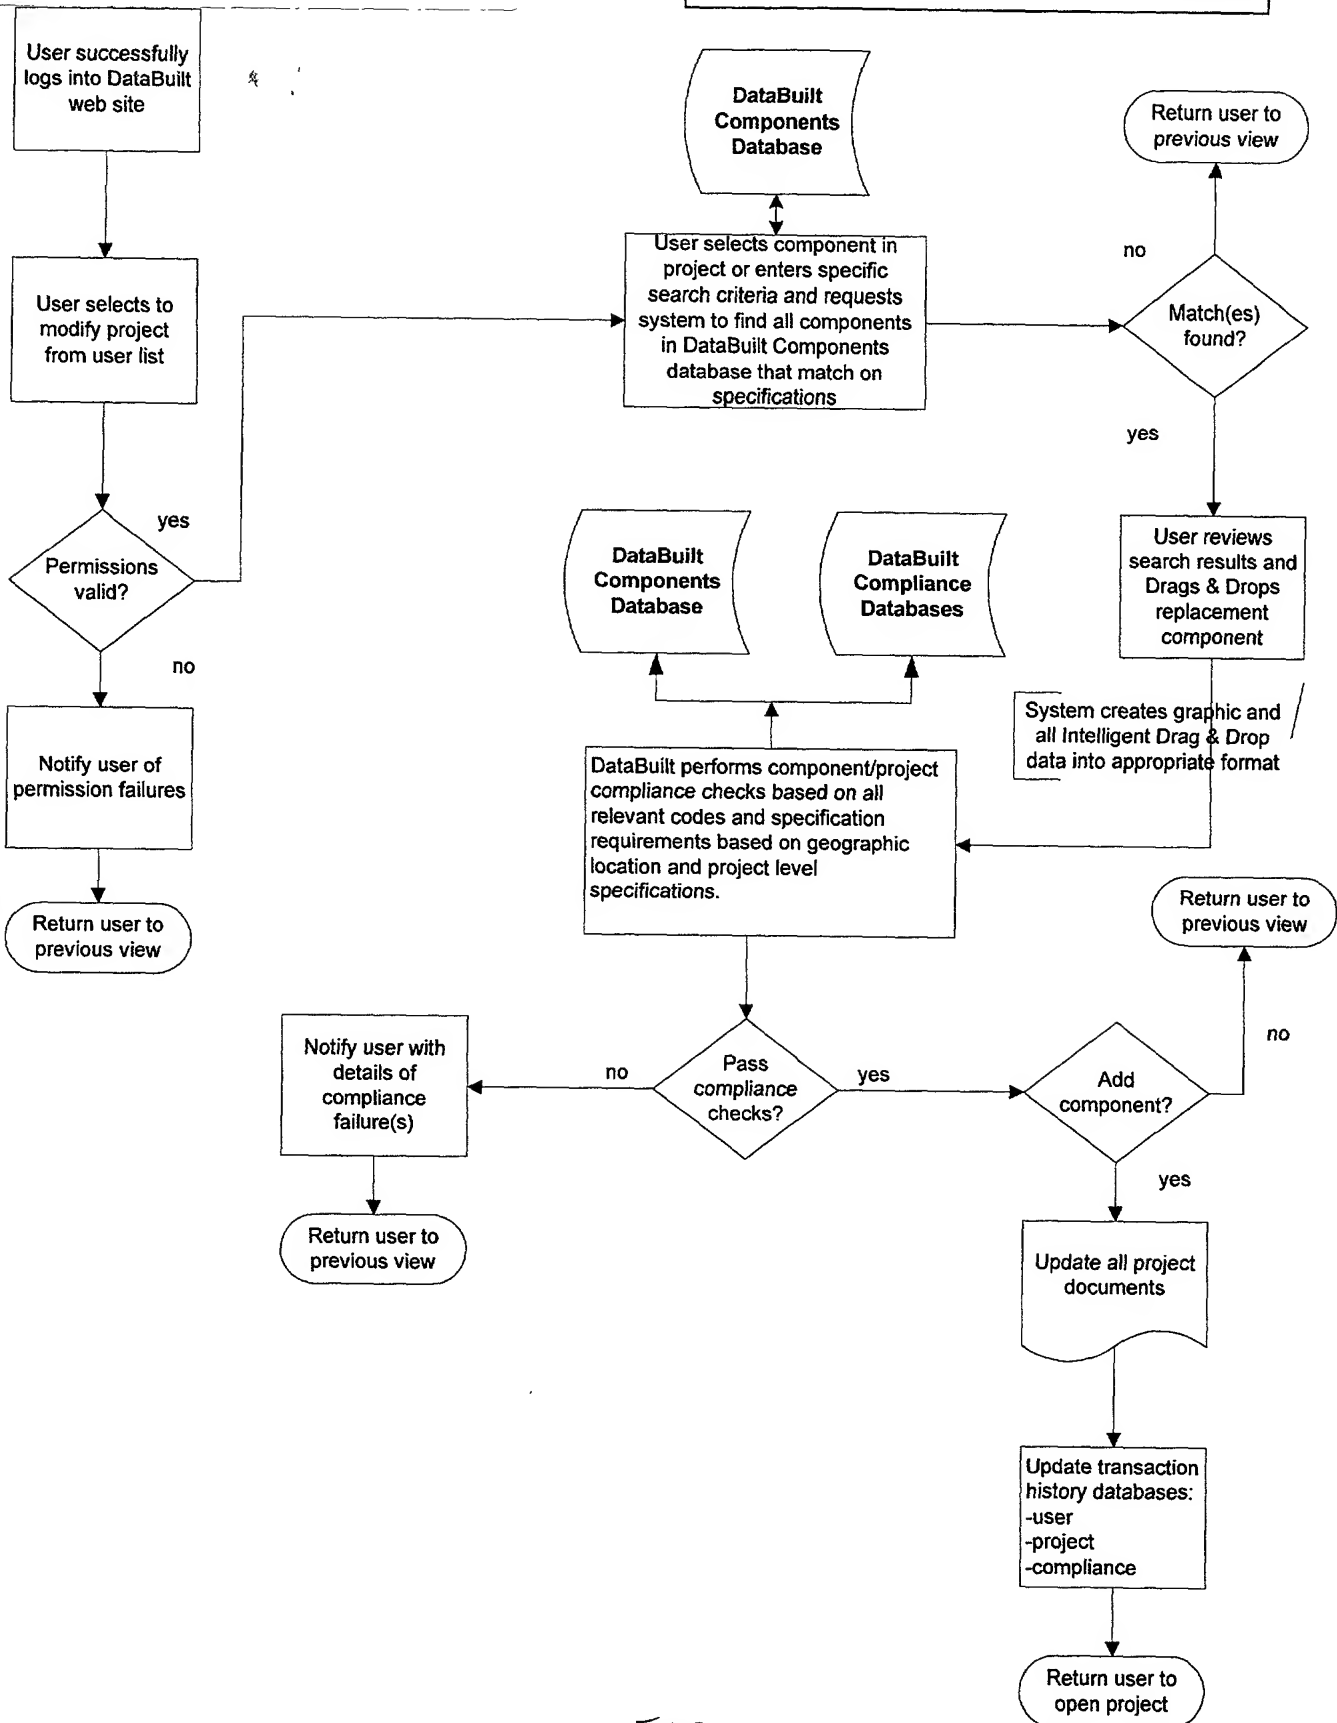 User successfully
logs into DataBuilt
web site
DataBuilt
Components
Database
Return user to
previous view
User selects to
modify project
from user list
User selects component in
project or enters specific
search criteria and requests
system to find all components
in DataBuilt Components
database that match on
specifications
no
Match(es)
found?
yes
yes
Permissions
valid?
no
DataBuilt
Components
Database
DataBuilt
Compliance
Databases
User reviews
search results and
Drags & Drops
replacement
component
System creates graphic and
all Intelligent Drag & Drop
data into appropriate format
Notify user of
permission failures
DataBuilt performs component/project
compliance checks based on all
relevant codes and specification
requirements based on geographic
location and project level
specifications.
Return user to
previous view
Return user to
previous view
no
Notify user with
details of
compliance
failure(s)
no
Pass
compliance
checks?
yes
Add
component?
yes
Return user to
previous view
Update all project
documents
Update transaction
history databases:
-user
-project
-compliance
Return user to
open project